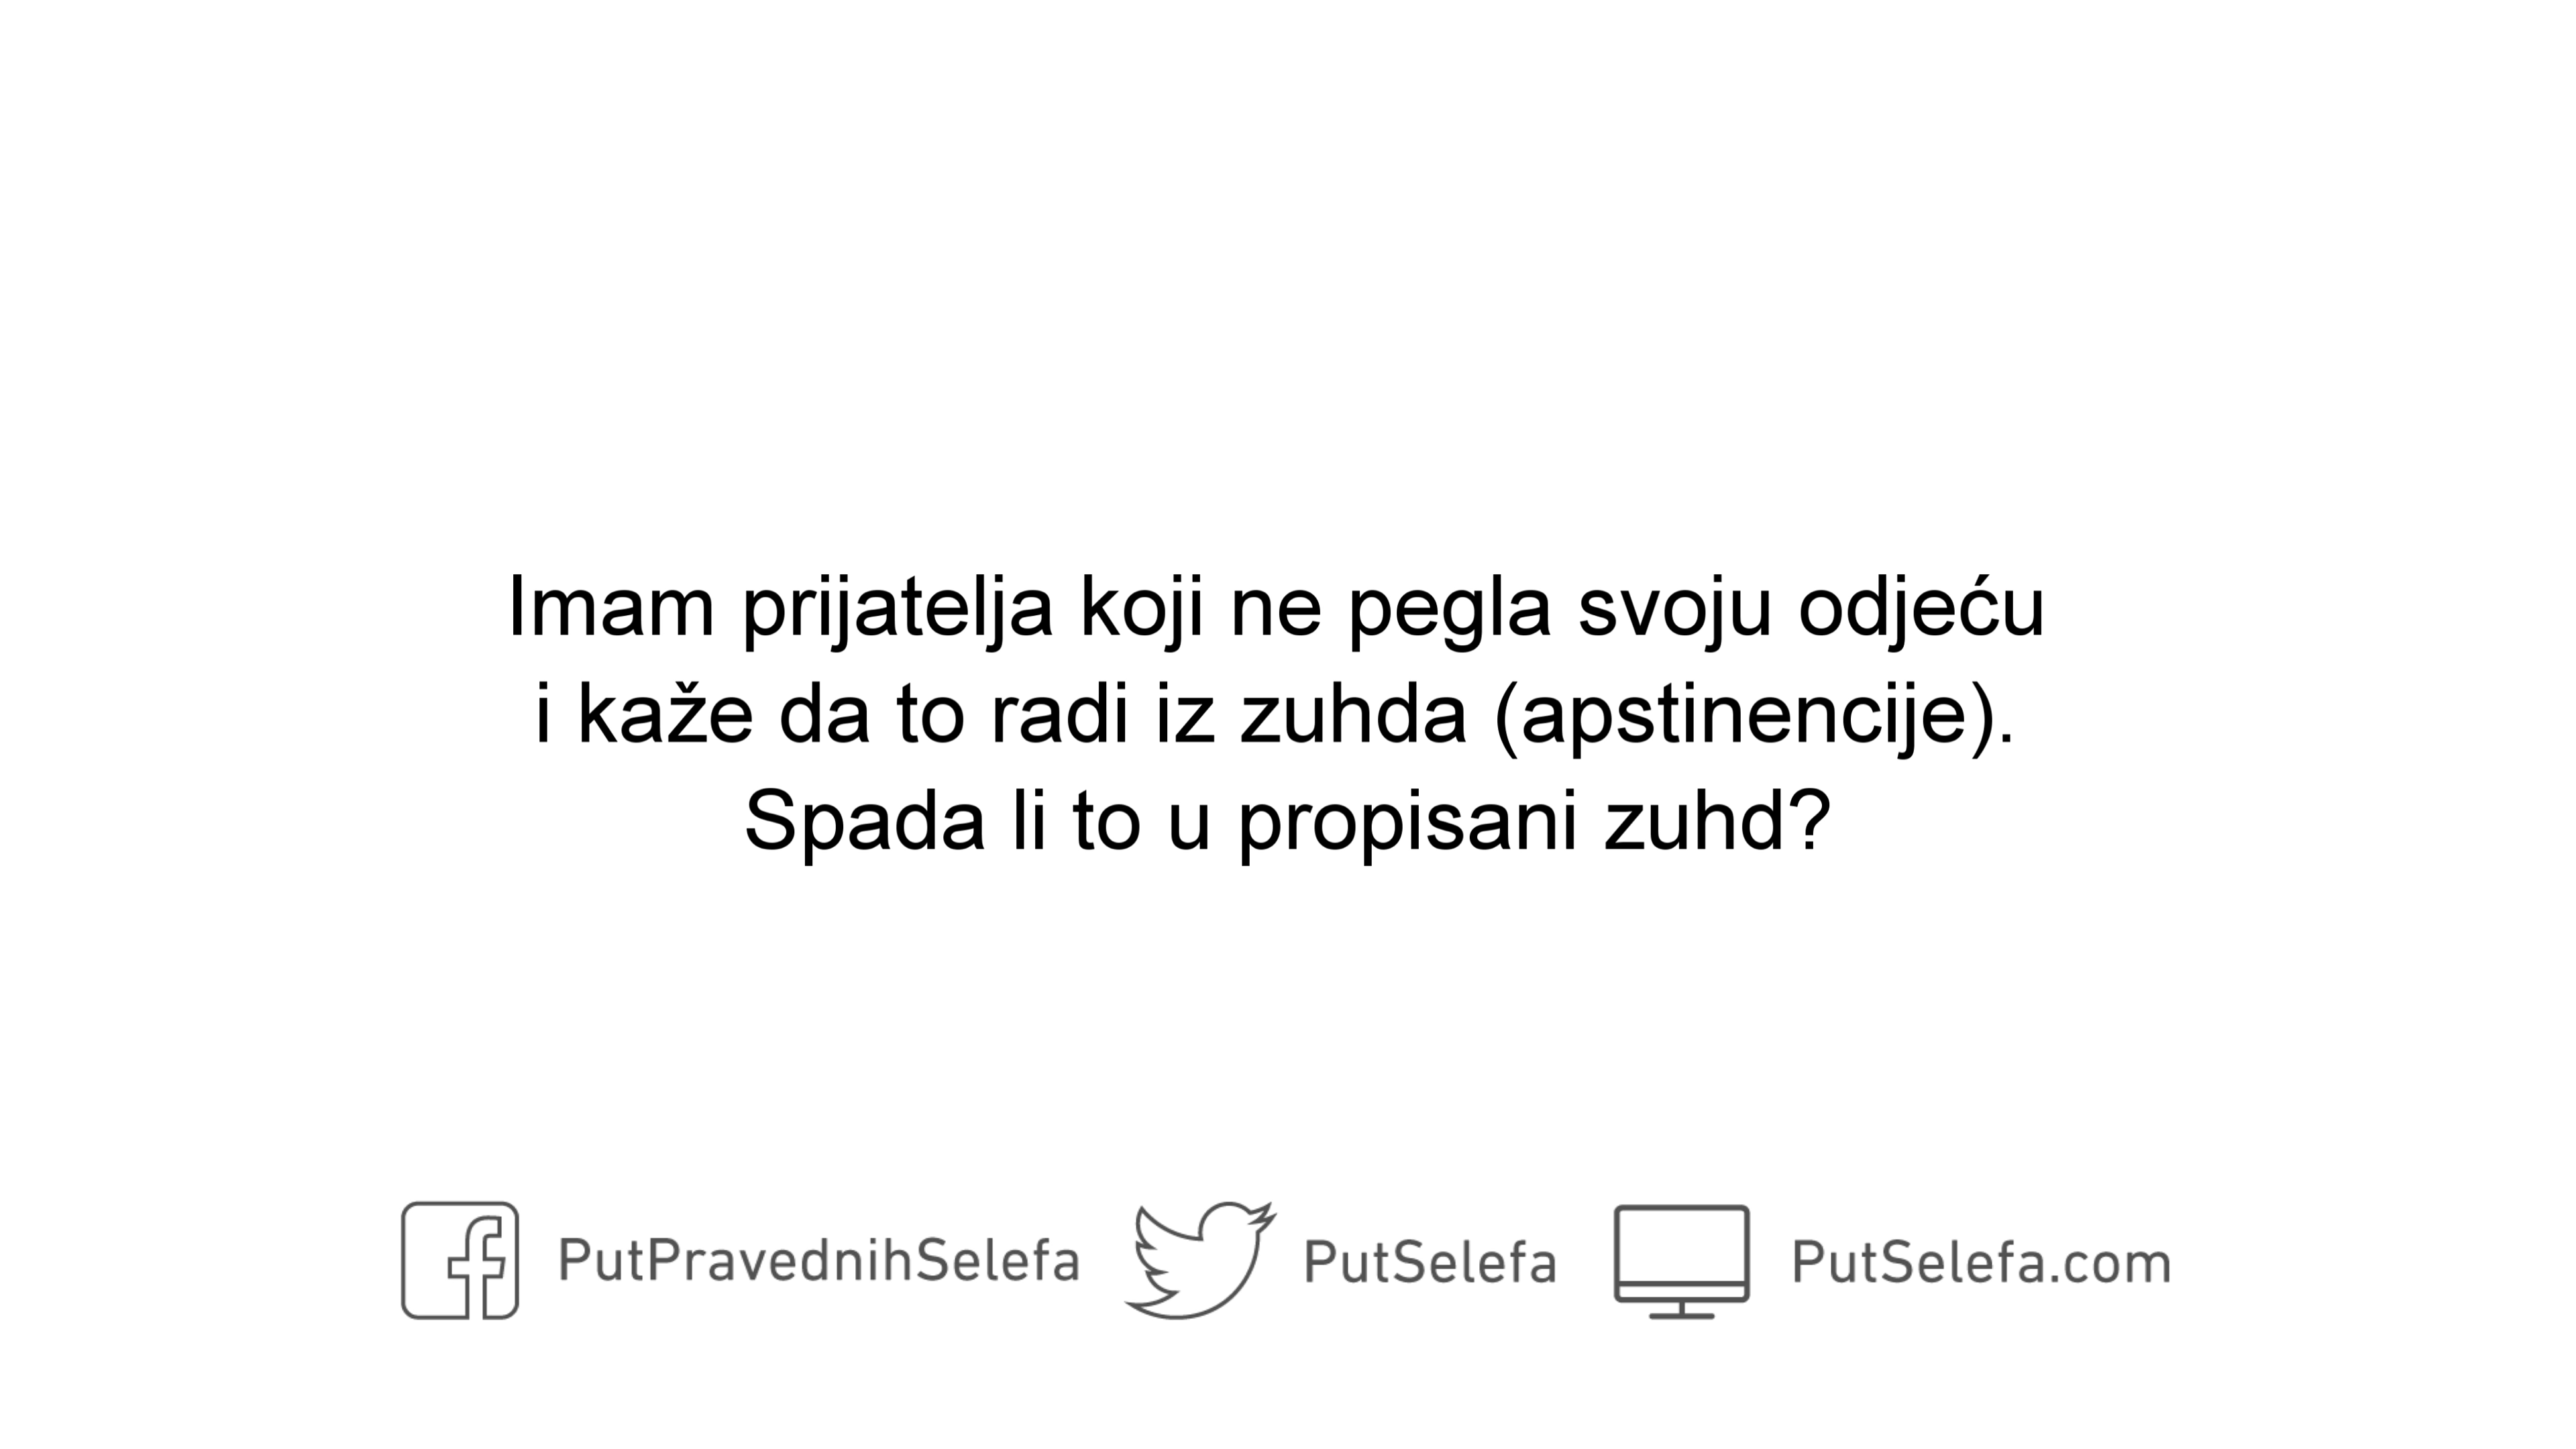 Imam prijatelja koji ne pegla svoju odjeću
i kaže da to radi iz zuhda (apstinencije).
Spada li to u propisani zuhd?
PutPravednihSelefa PutSelefa PutSelefa.com